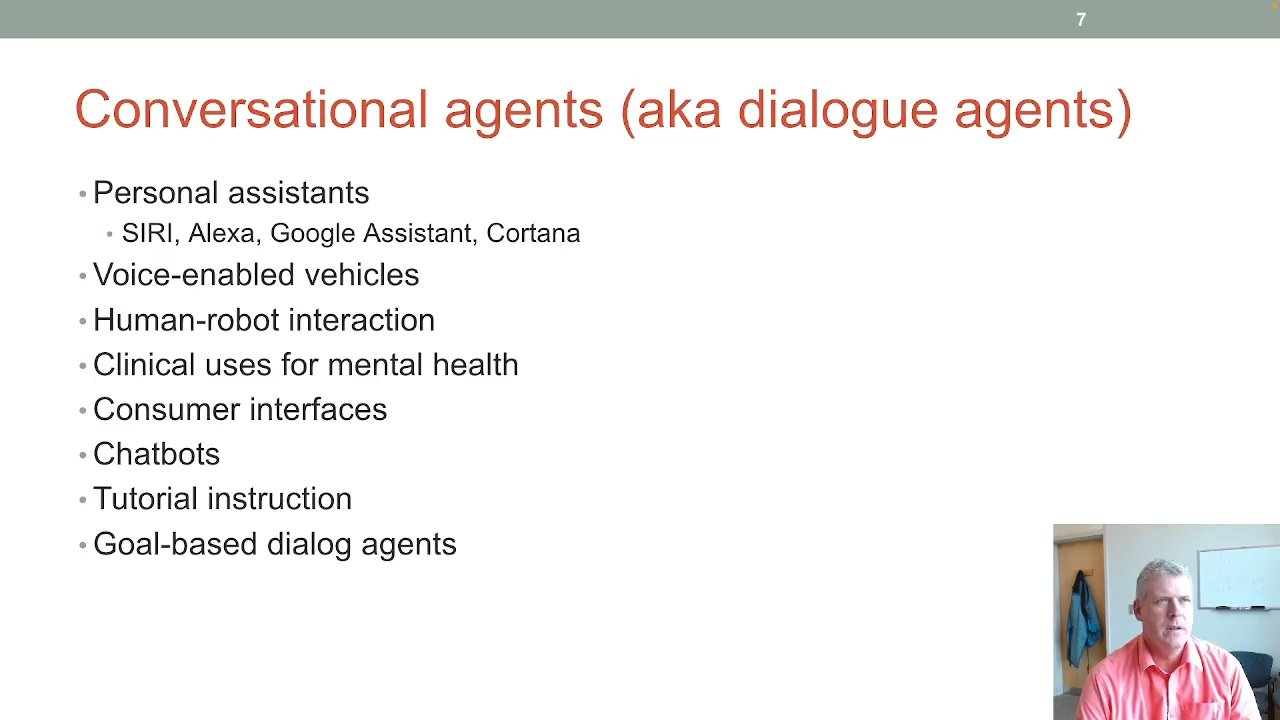 7
Conversational agents (aka dialogue agents)
• Personal assistants
• SIRI, Alexa, Google Assistant, Cortana
• Voice-enabled vehicles
• Human-robot interaction
• Clinical uses for mental health
• Consumer interfaces
• Chatbots
• Tutorial instruction
• Goal-based dialog agents